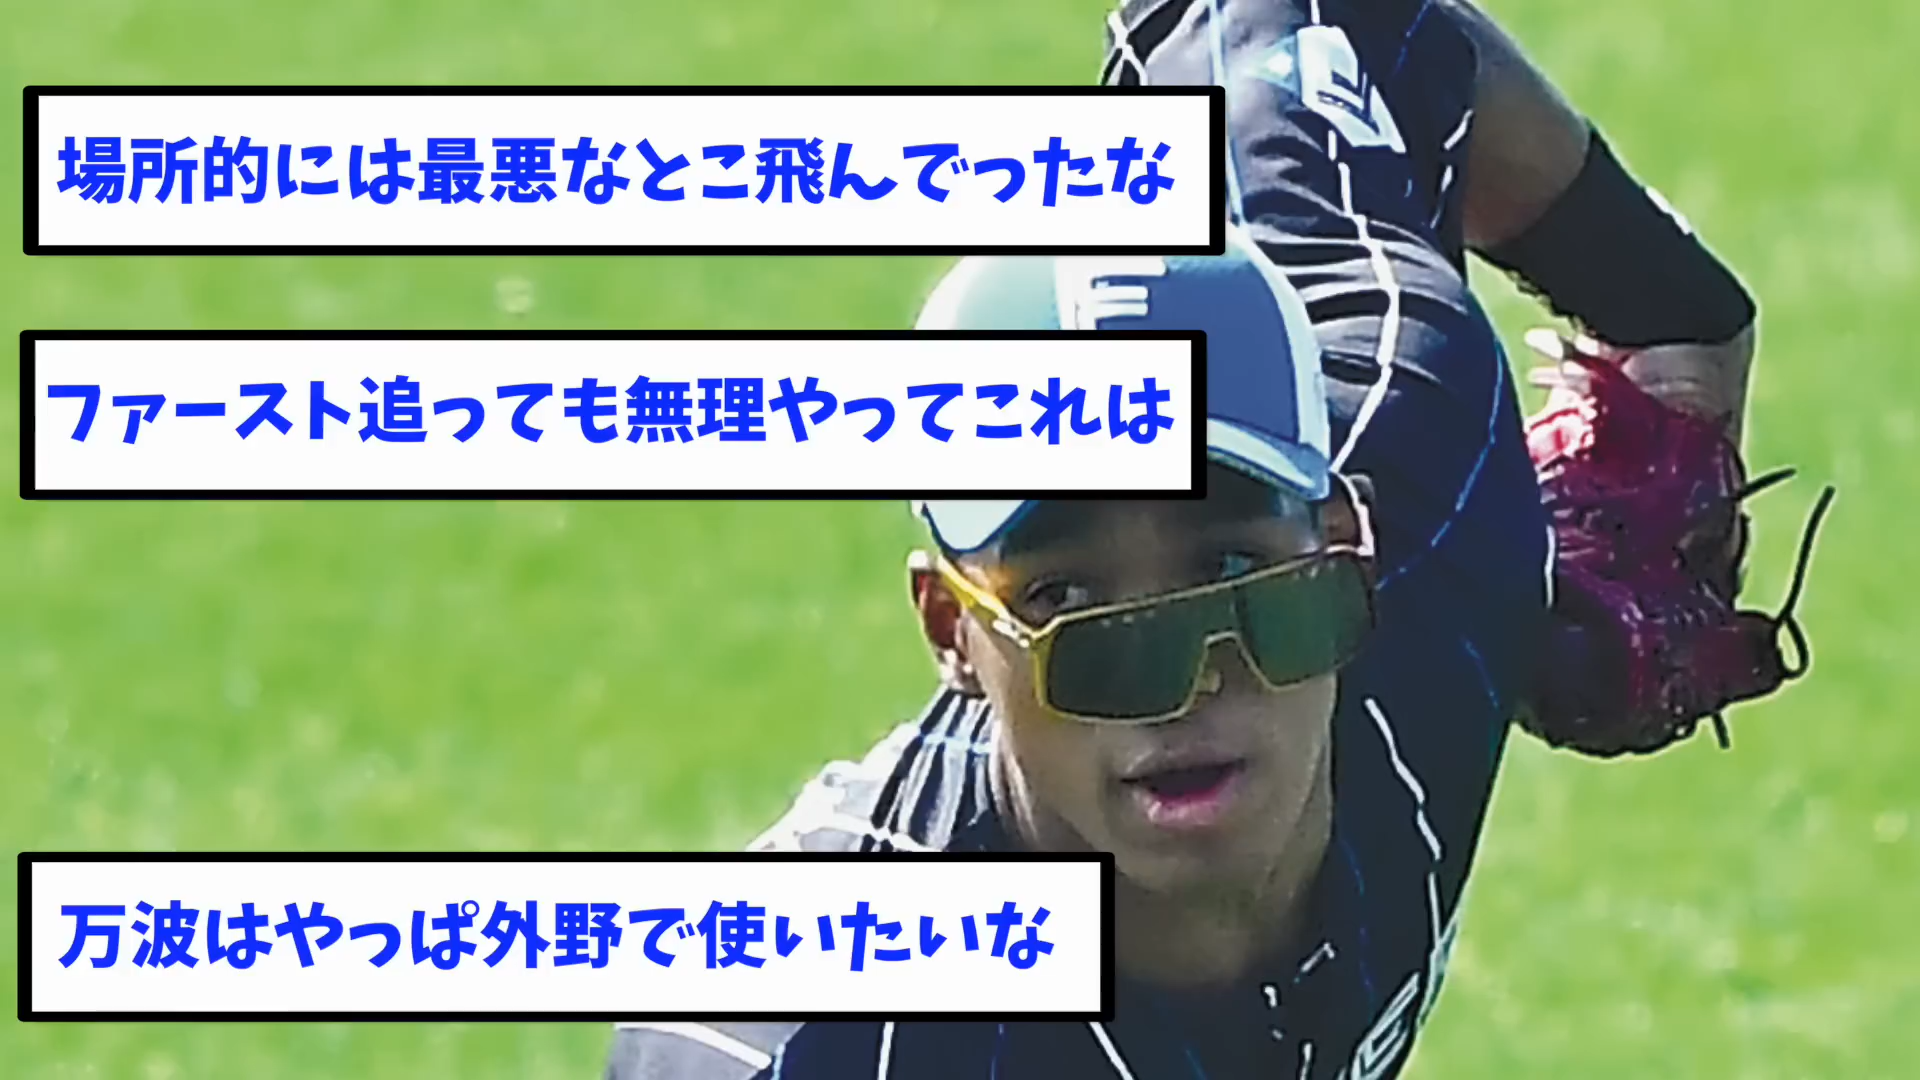 場所的には最悪なとこ飛んでったな
F
ファースト追っても無理やってこれは
万波はやっぱ外野で使いたいな